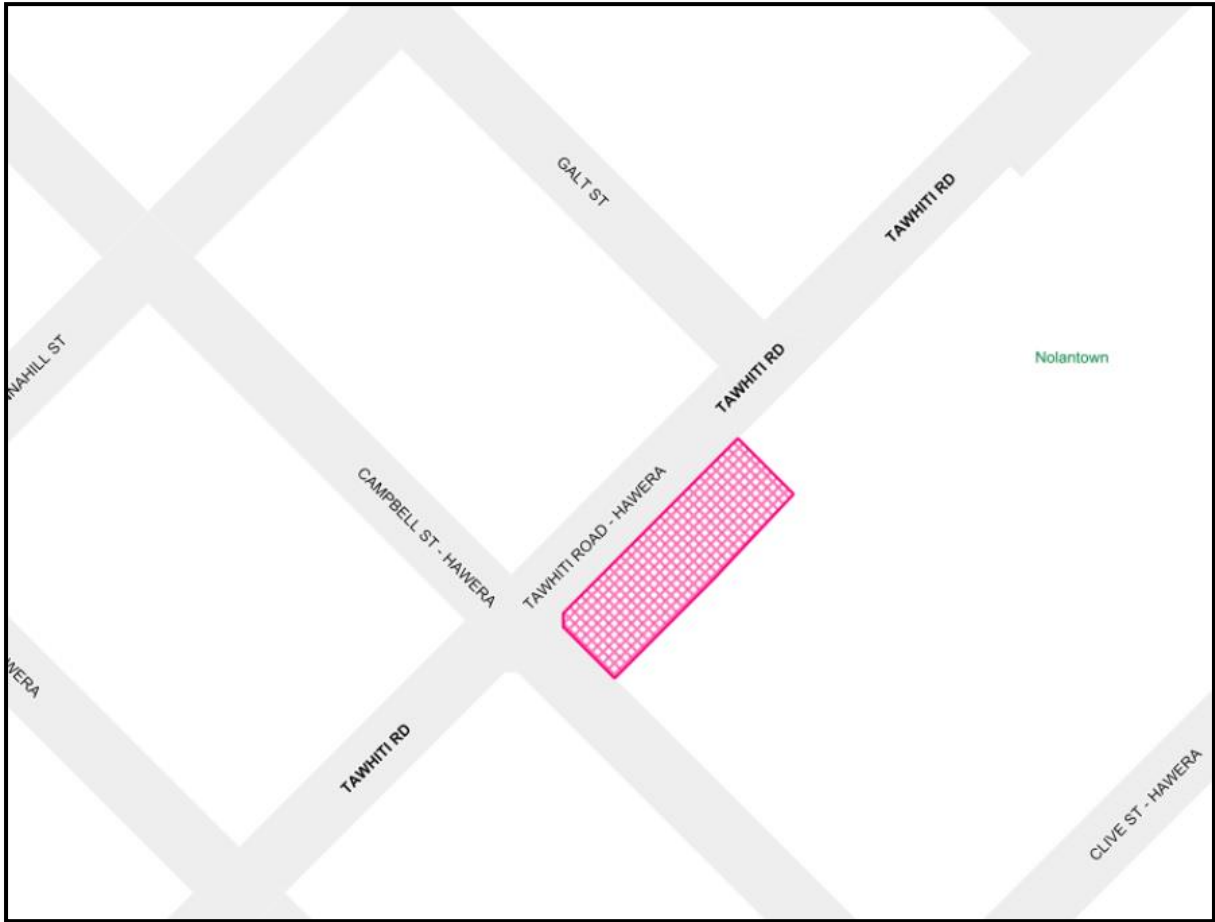 GALT ST
TAWHITI RD
NAHILL ST
TAWHITI RD
Nolantown
CAMPBELL ST - HAWERA
TAWHITI ROAD - HAWERA
WERA
TAWHITI RD
CLIVE ST - HAWERA